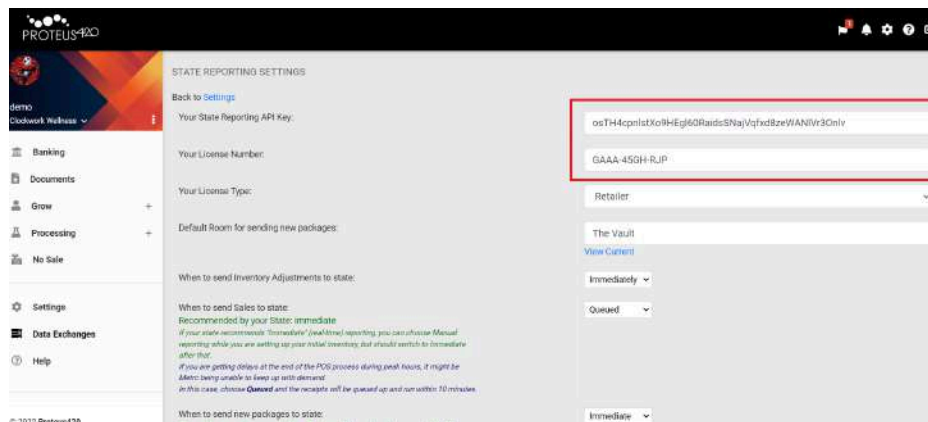 PROTEUS420
demo
Clockwork Wellness
Banking
Documents
Grow +
Processing +
No Sale
Settings
Data Exchanges
Help
© 2022 Proteus420
STATE REPORTING SETTINGS
Back to Settings
Your State Reporting API Key:
Your License Number:
GAAA-45GH-RJP
Your License Type:
Retailer
Default Room for sending new packages:
The Vault
View Current
When to send Inventory Adjustments to state:
Immediately
When to send Sales to state:
Queued
Recommended by your State: Immediate
If your state recommends "Immediate" (real-time) reporting, you can choose Manual
reporting while you are setting up your initial inventory, but should switch to Immediate
after that.
If you are getting delays at the end of the POS process during peak hours, it might be
Metrc being unable to keep up with demand
In this case, choose Queued and the receipts will be queued up and run within 10 minutes.
When to send new packages to state:
Immediate